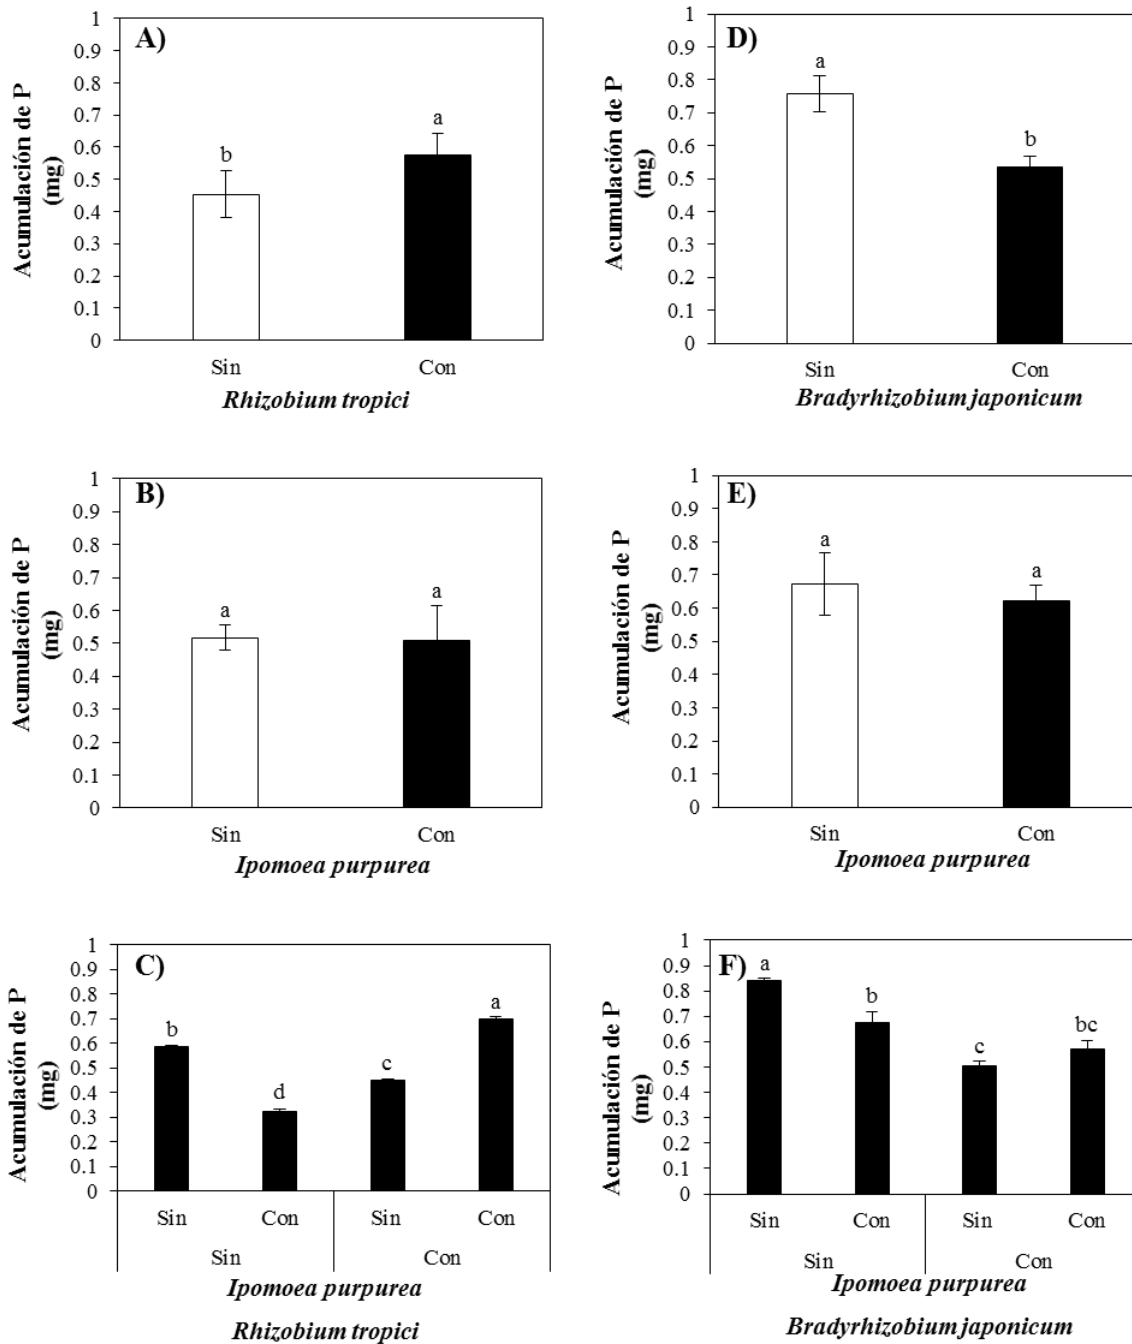 A)
Acumulación de P
(mg)
1
0.9
0.8
0.7
0.6
0.5
0.4
0.3
0.2
0.1
0
b
a
Sin
Con
Rhizobium tropici
D)
Acumulación de P
(mg)
1
0.9
0.8
0.7
0.6
0.5
0.4
0.3
0.2
0.1
0
a
b
Sin
Con
Bradyrhizobium japonicum
B)
Acumulación de P
(mg)
1
0.9
0.8
0.7
0.6
0.5
0.4
0.3
0.2
0.1
0
a
a
Sin
Con
Ipomoea purpurea
E)
Acumulación de P
(mg)
1
0.9
0.8
0.7
0.6
0.5
0.4
0.3
0.2
0.1
0
a
a
Sin
Con
Ipomoea purpurea
C)
Acumulación de P
(mg)
1
0.9
0.8
0.7
0.6
0.5
0.4
0.3
0.2
0.1
0
b
d
c
a
Sin
Con
Sin
Con
Sin
Con
Ipomoea purpurea
Rhizobium tropici
F)
Acumulación de P
(mg)
1
0.9
0.8
0.7
0.6
0.5
0.4
0.3
0.2
0.1
0
a
b
c
bc
Sin
Con
Sin
Con
Sin
Con
Ipomoea purpurea
Bradyrhizobium japonicum